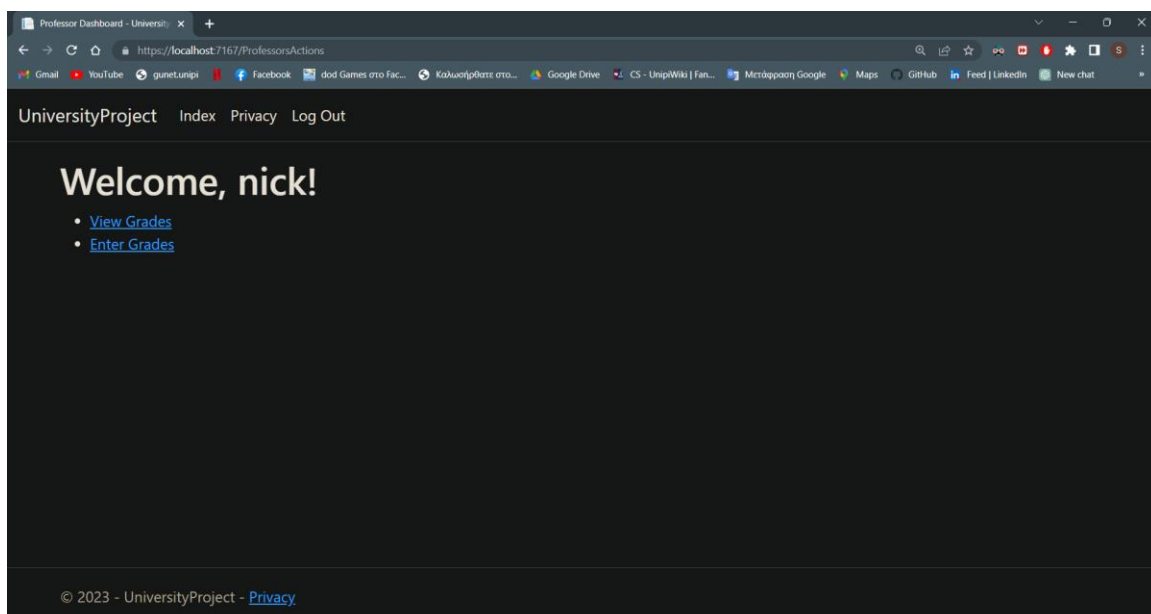 Professor Dashboard - University
https://localhost:7167/ProfessorsActions
Gmail YouTube gunet.unipi Facebook dod Games στο Fac... Καλωσήρθατε στο... Google Drive CS - UnipiWiki | Fan... Μετάφραση Google Maps GitHub Feed | LinkedIn New chat »
UniversityProject Index Privacy Log Out
Welcome, nick!
View Grades
Enter Grades
© 2023 - UniversityProject - Privacy